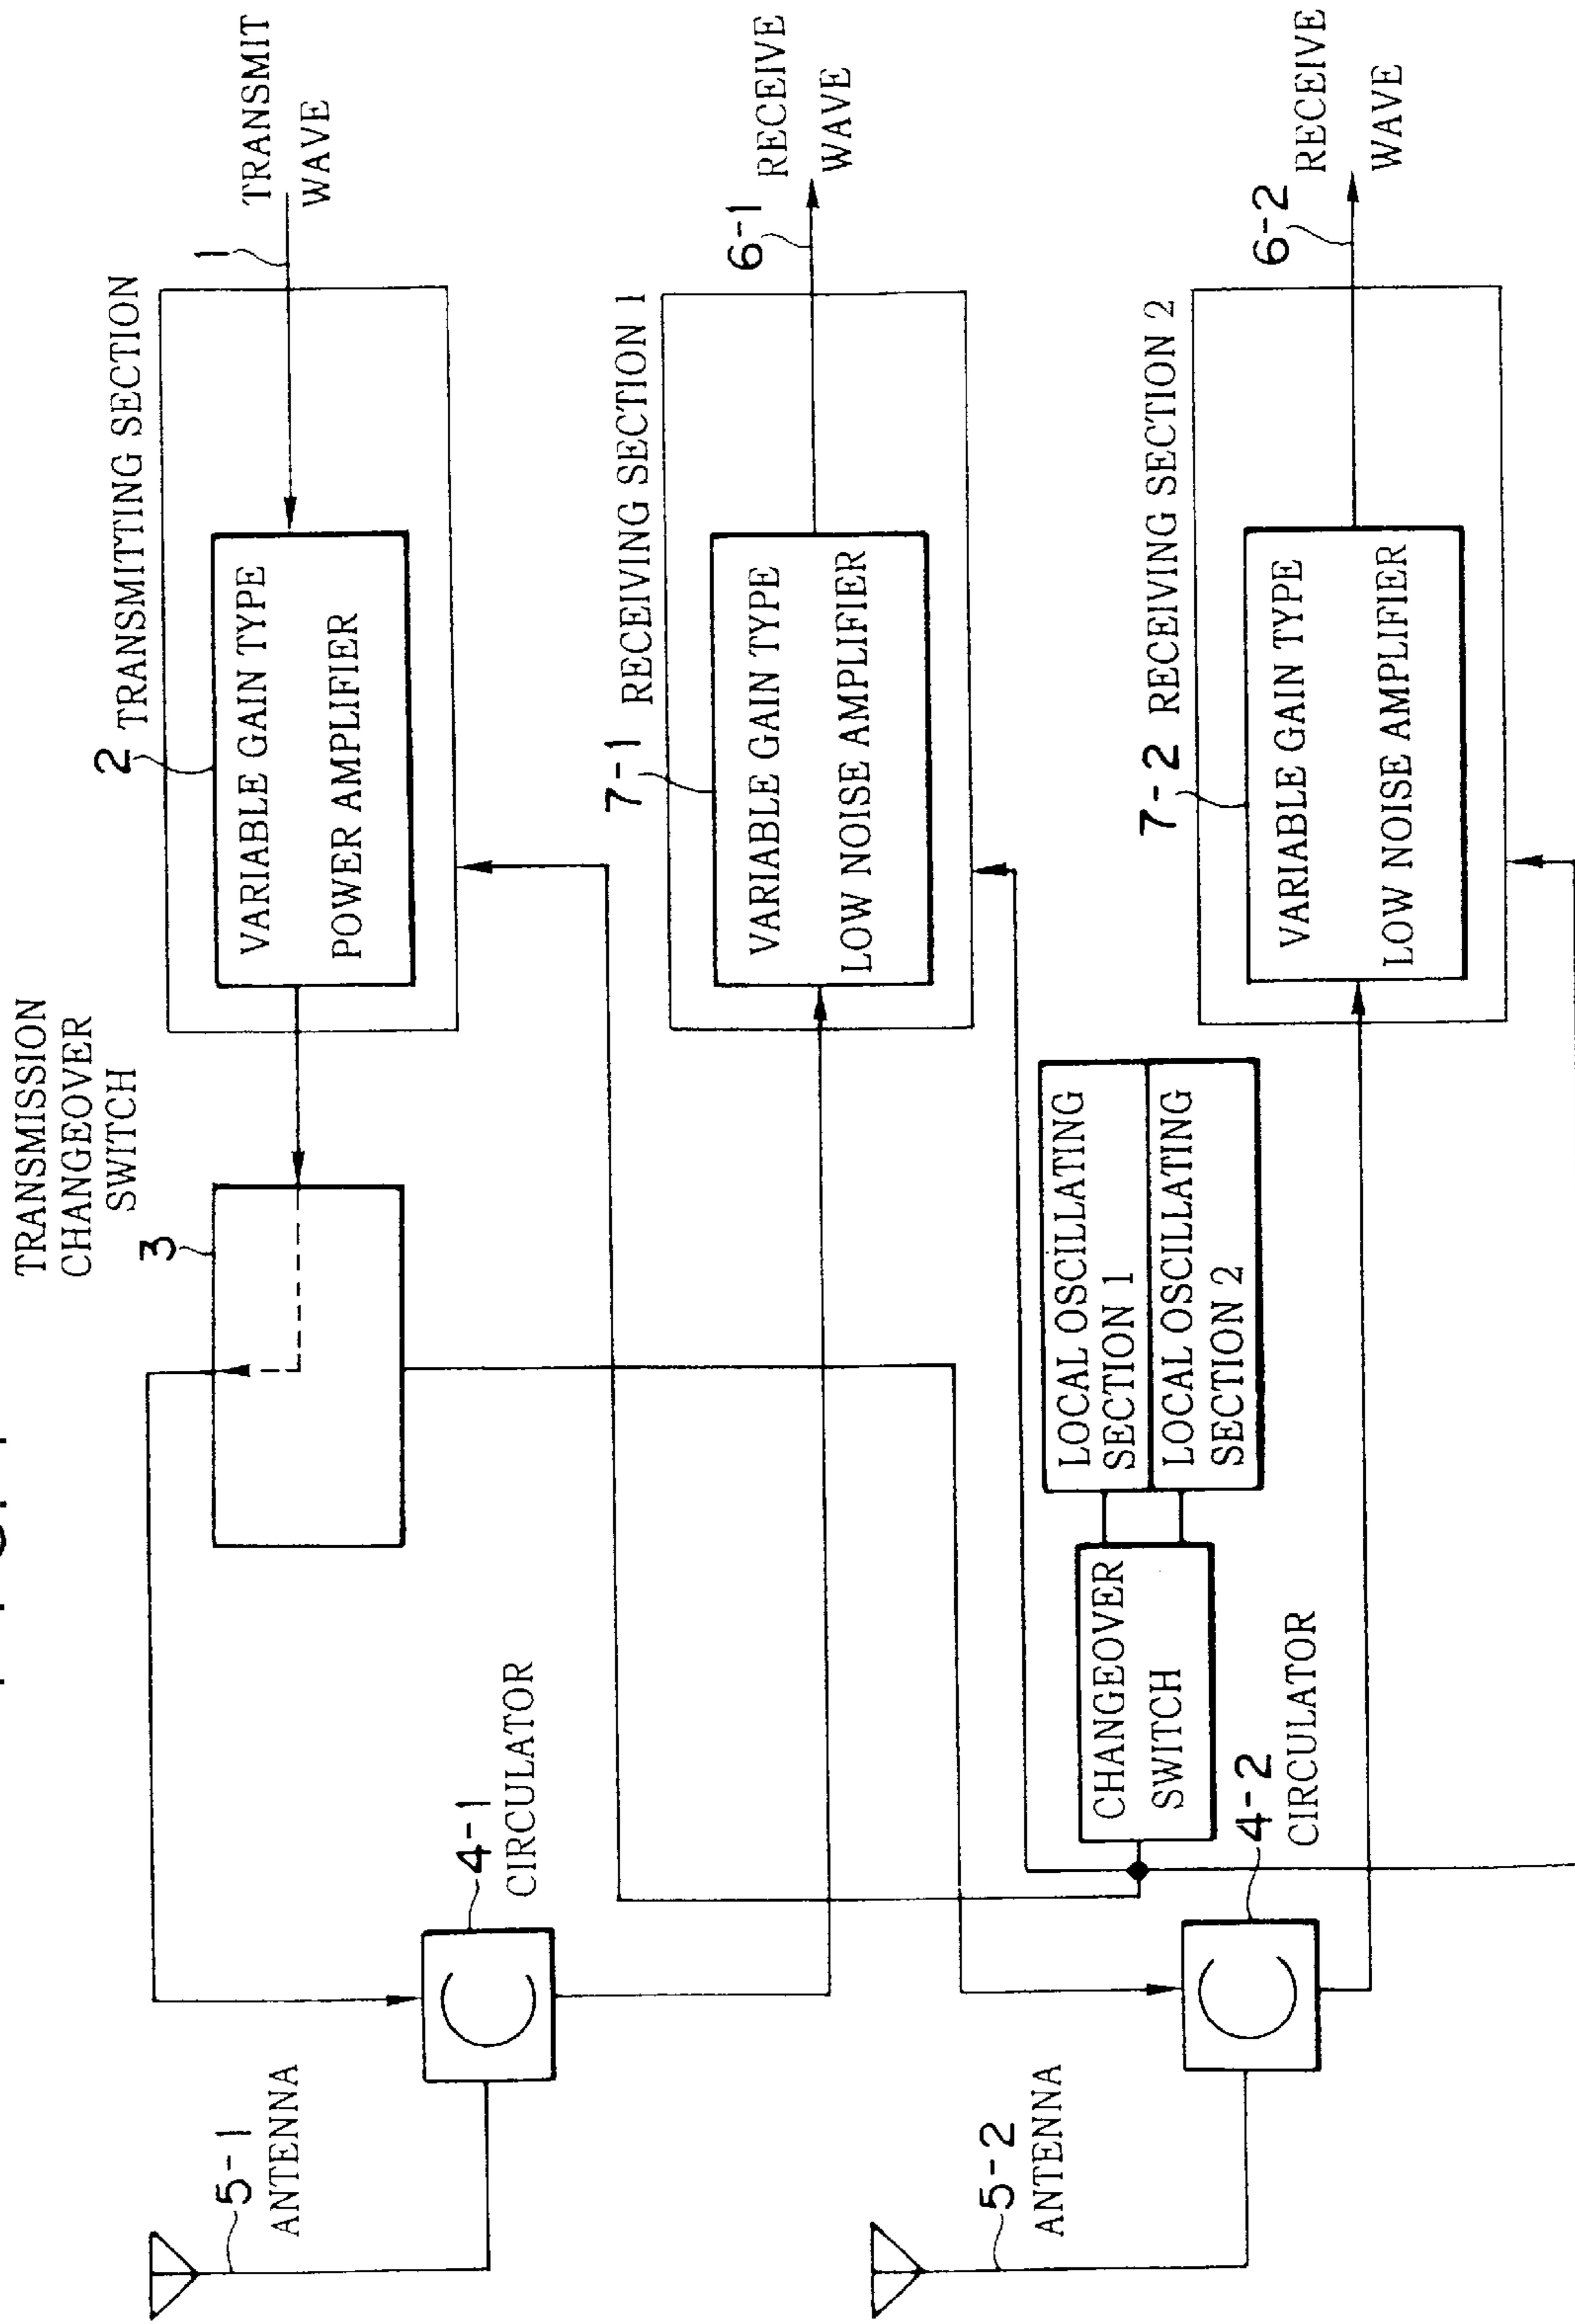 TRANSMISSION
CHANGEOVER
SWITCH
3
2 TRANSMITTING SECTION
VARIABLE GAIN TYPE
POWER AMPLIFIER
1
TRANSMIT
WAVE
5-1
ANTENNA
4-1
CIRCULATOR
7-1 RECEIVING SECTION 1
VARIABLE GAIN TYPE
LOW NOISE AMPLIFIER
6-1
RECEIVE
WAVE
5-2
ANTENNA
4-2
CIRCULATOR
CHANGEOVER
SWITCH
LOCAL OSCILLATING
SECTION 1
LOCAL OSCILLATING
SECTION 2
7-2 RECEIVING SECTION 2
VARIABLE GAIN TYPE
LOW NOISE AMPLIFIER
6-2
RECEIVE
WAVE